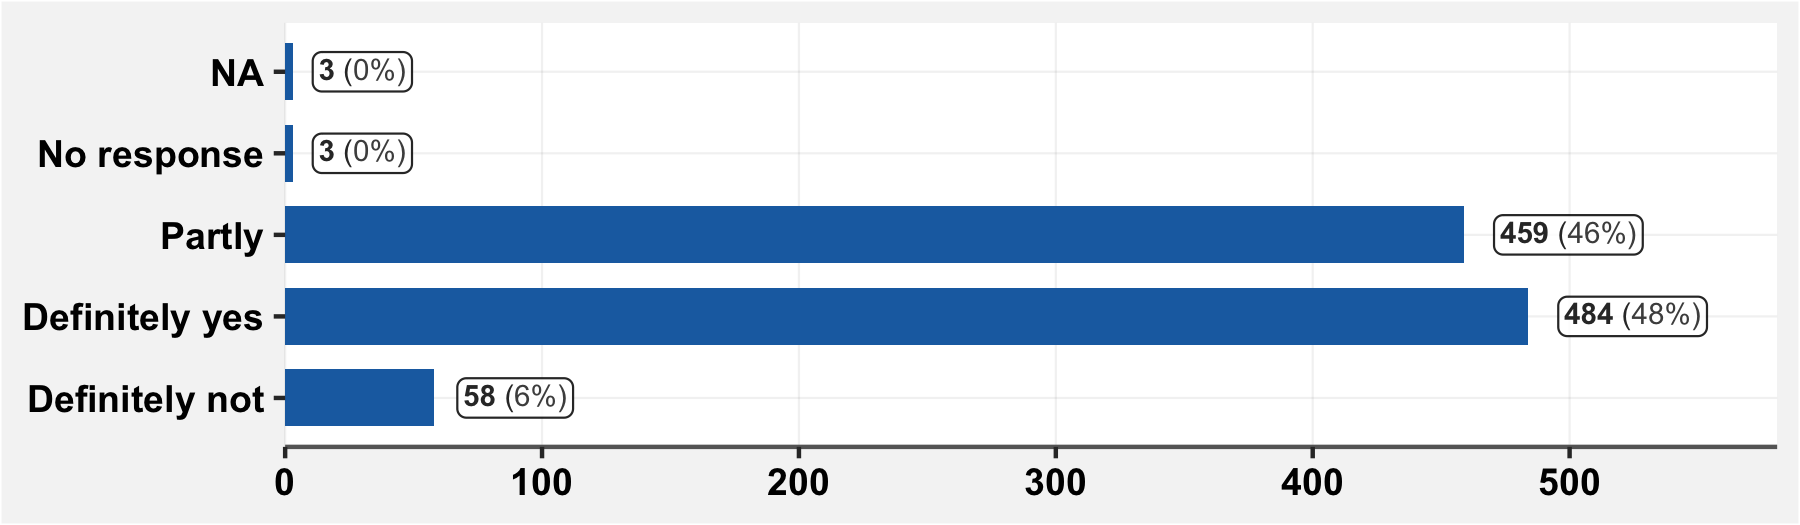 NA 3 (0%)
No response 3 (0%)
Partly 459 (46%)
Definitely yes 484 (48%)
Definitely not 58 (6%)
0 100 200 300 400 500